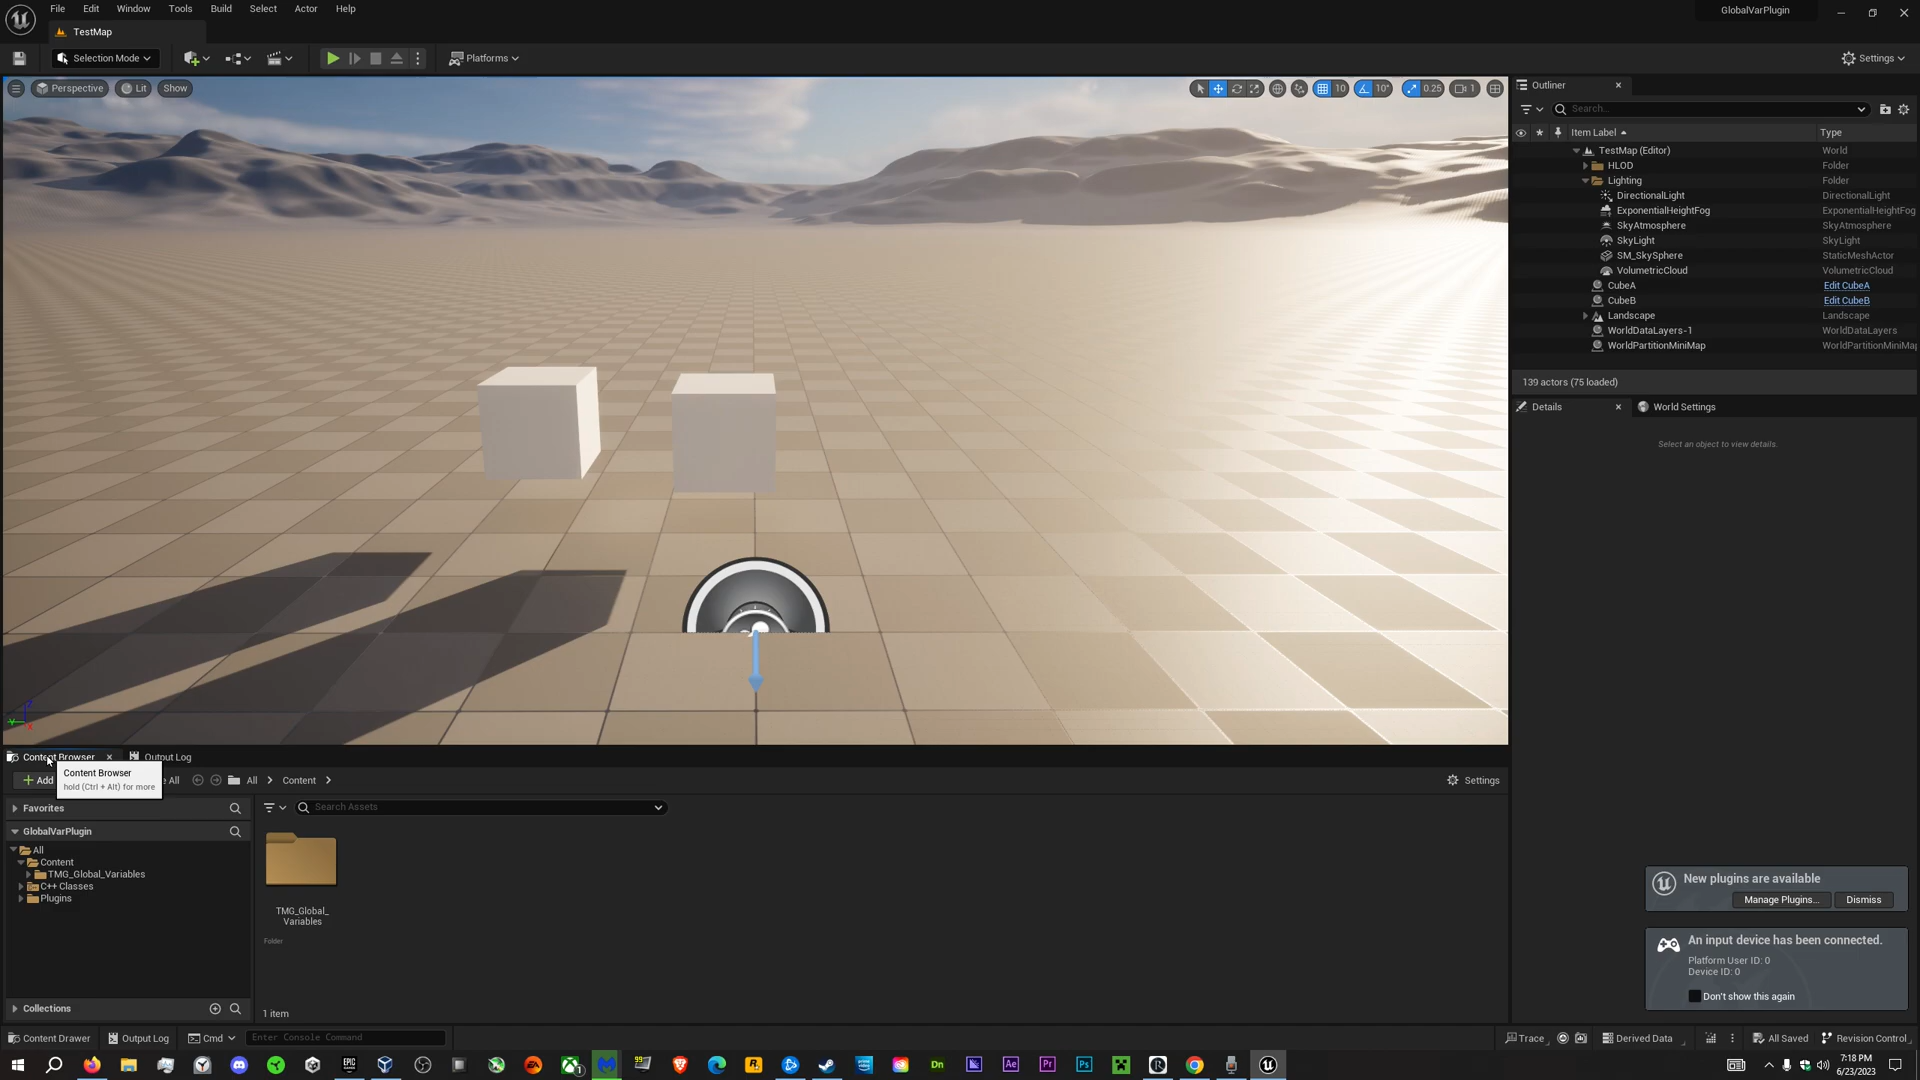 File Edit Window Tools Build Select Actor Help
GlobalVarPlugin
TestMap
Selection Mode
Platforms
Settings
Perspective Lit Show
10 10° 0.25 1
Outliner
Search...
Item Label Type
TestMap (Editor) World
HLOD Folder
Lighting Folder
DirectionalLight DirectionalLight
ExponentialHeightFog ExponentialHeightFog
SkyAtmosphere SkyAtmosphere
SkyLight SkyLight
SM_SkySphere StaticMeshActor
VolumetricCloud VolumetricCloud
CubeA Edit CubeA
CubeB Edit CubeB
Landscape Landscape
WorldDataLayers-1 WorldDataLayers
WorldPartitionMiniMap WorldPartitionMiniMap
139 actors (75 loaded)
Details World Settings
Select an object to view details.
Content Browser Output Log
Content Browser
hold (Ctrl + Alt) for more
Add All All Content
Settings
Favorites
Search Assets
GlobalVarPlugin
All
Content
TMG_Global_Variables
C++ Classes
Plugins
TMG_Global_
Variables
Folder
New plugins are available
Manage Plugins... Dismiss
An input device has been connected.
Platform User ID: 0
Device ID: 0
Don't show this again
Collections
1 item
Content Drawer Output Log Cmd Enter Console Command
Trace Derived Data All Saved Revision Control
7:18 PM
6/23/2023